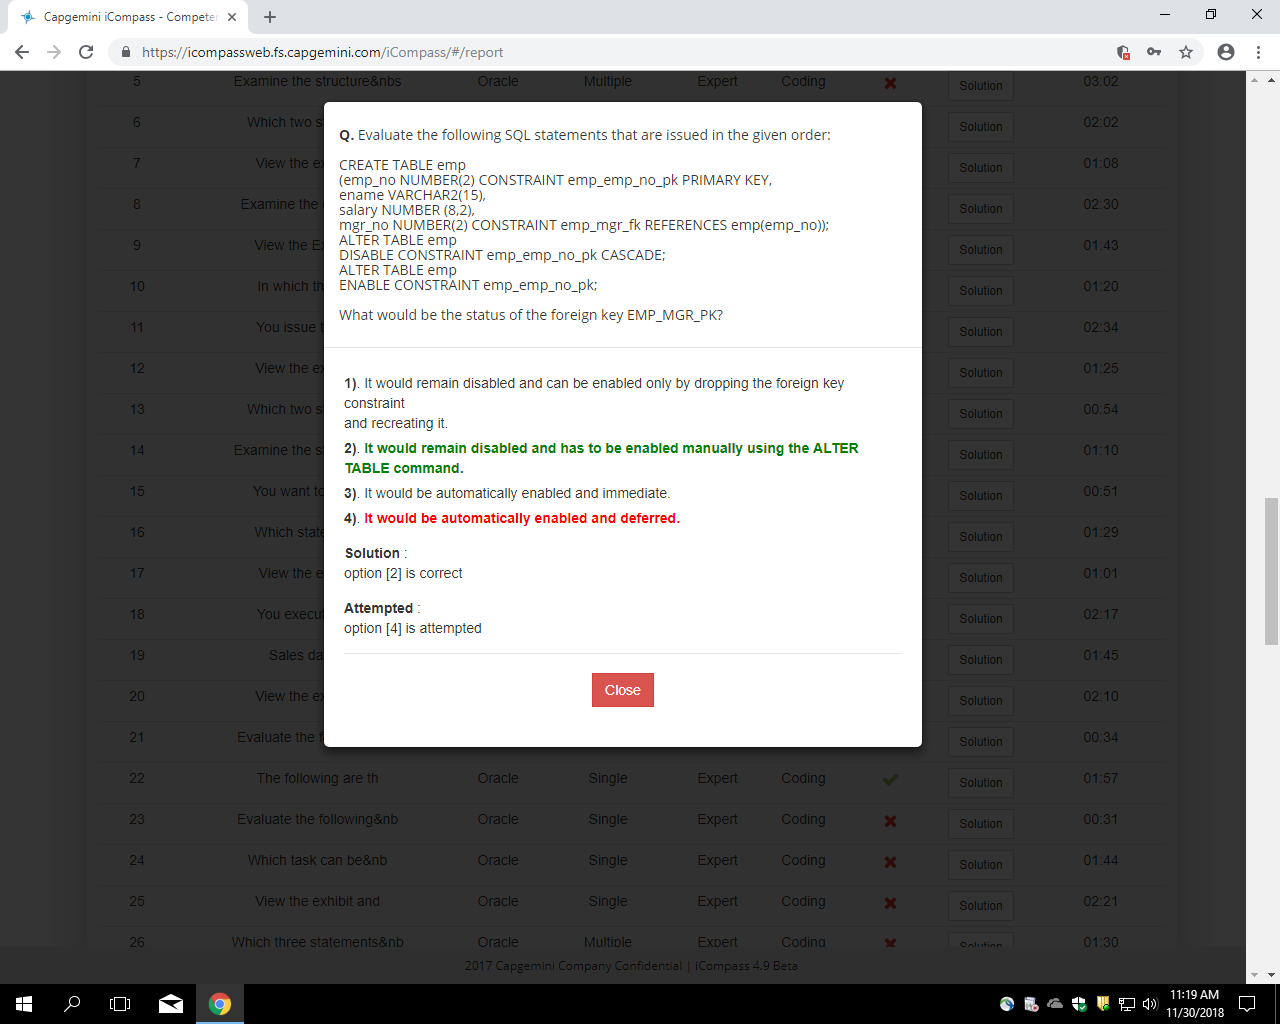 Capgemini iCompass - Competen
https://icompassweb.fs.capgemini.com/iCompass/#/report
5 Examine the structure&nbs Oracle Multiple Expert Coding Solution 03:02
6 Which two s Solution 02:02
7 View the e Solution 01:08
8 Examine the Solution 02:30
9 View the E Solution 01:43
10 In which th Solution 01:20
11 You issue Solution 02:34
12 View the e Solution 01:25
13 Which two s Solution 00:54
14 Examine the s Solution 01:10
15 You want to Solution 00:51
16 Which state Solution 01:29
17 View the e Solution 01:01
18 You execu Solution 02:17
19 Sales da Solution 01:45
20 View the ex Solution 02:10
21 Evaluate the f Solution 00:34
22 The following are th Oracle Single Expert Coding Solution 01:57
23 Evaluate the following&nb Oracle Single Expert Coding Solution 00:31
24 Which task can be&nb Oracle Single Expert Coding Solution 01:44
25 View the exhibit and Oracle Single Expert Coding Solution 02:21
26 Which three statements&nb Oracle Multiple Expert Coding Solution 01:30
Q. Evaluate the following SQL statements that are issued in the given order:
CREATE TABLE emp
(emp_no NUMBER(2) CONSTRAINT emp_emp_no_pk PRIMARY KEY,
ename VARCHAR2(15),
salary NUMBER (8,2),
mgr_no NUMBER(2) CONSTRAINT emp_mgr_fk REFERENCES emp(emp_no));
ALTER TABLE emp
DISABLE CONSTRAINT emp_emp_no_pk CASCADE;
ALTER TABLE emp
ENABLE CONSTRAINT emp_emp_no_pk;
What would be the status of the foreign key EMP_MGR_PK?
1). It would remain disabled and can be enabled only by dropping the foreign key
constraint
and recreating it.
2). It would remain disabled and has to be enabled manually using the ALTER
TABLE command.
3). It would be automatically enabled and immediate.
4). It would be automatically enabled and deferred.
Solution :
option [2] is correct
Attempted :
option [4] is attempted
Close
2017 Capgemini Company Confidential | iCompass 4.9 Beta
11:19 AM
11/30/2018